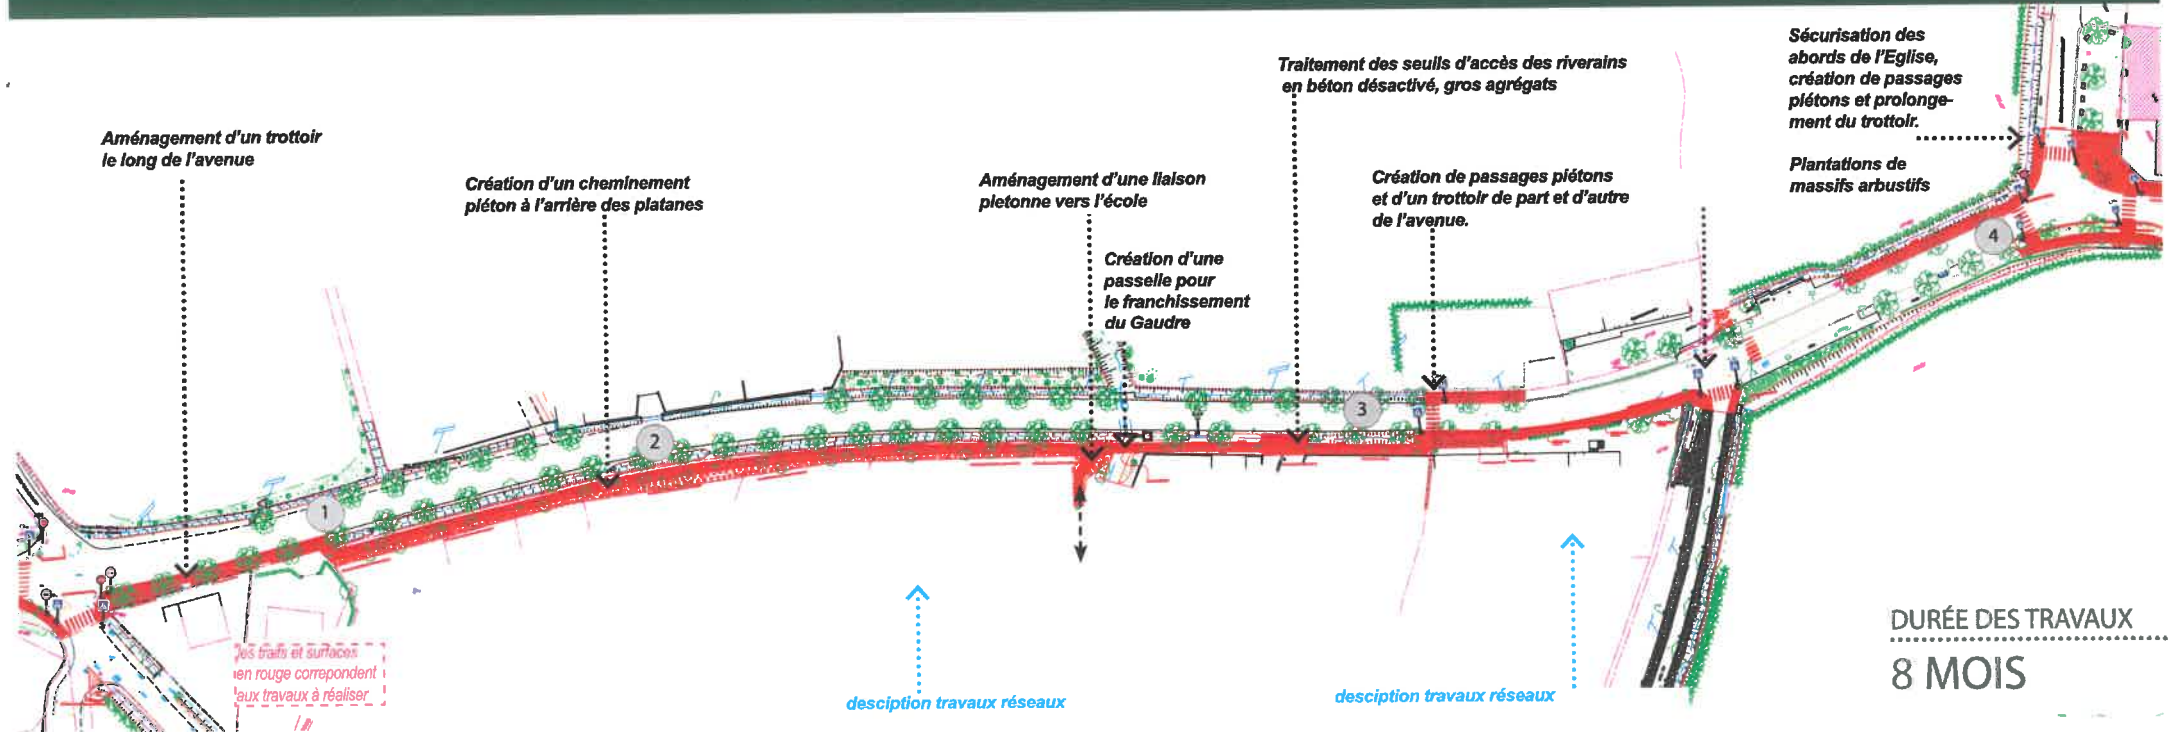 Aménagement d'un trottoir
le long de l'avenue
Création d'un cheminement
piéton à l'arrière des platanes
Aménagement d'une liaison
pietonne vers l'école
Création d'une
passelle pour
le franchissement
du Gaudre
Traitement des seuils d'accès des riverains
en béton désactivé, gros agrégats
Création de passages piétons
et d'un trottoir de part et d'autre
de l'avenue.
Sécurisation des
abords de l'Eglise,
création de passages
piétons et prolonge-
ment du trottoir.
Plantations de
massifs arbustifs
1
2
3
4
les traits et surfaces
en rouge correpondent
aux travaux à réaliser
desciption travaux réseaux
desciption travaux réseaux
DURÉE DES TRAVAUX
8 MOIS